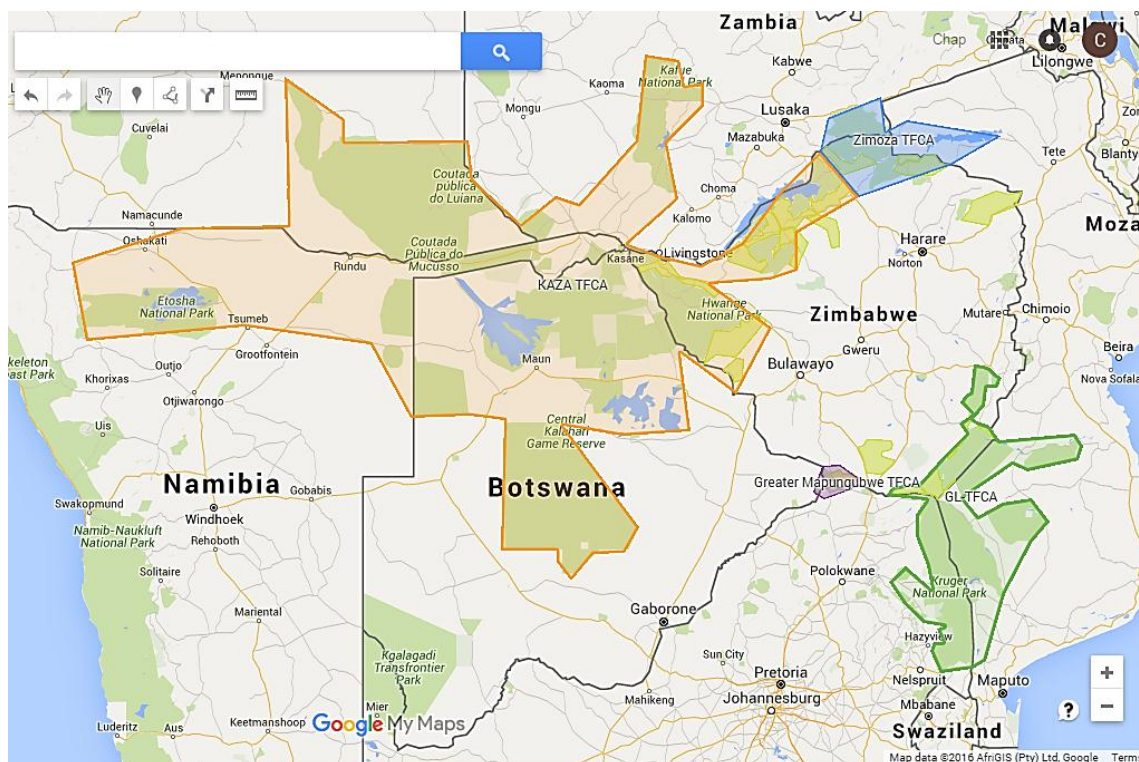 Zambia
Malawi
Chap
C
Lilongwe
Menongue
Kaoma
Kafue
National Park
Kabwe
Mongu
Lusaka
Cuvelai
Mazabuka
Zimoza TFCA
Tete
Blanty
Coutada
pública
do Luiana
Choma
Namacunde
Kalomo
Moza
Oshakati
Coutada
Pública do
Mucusso
Rundu
Kasane
Livingstone
Harare
Norton
KAZA TFCA
Etosha
National Park
Tsumeb
Hwange
National Park
Zimbabwe
Mutare
Chimoio
Grootfontein
Maun
Gweru
Beira
Skeleton
Coast Park
Outjo
Bulawayo
Nova Sofala
Khorixas
Otjiwarongo
Uis
Central
Kalahari
Game Reserve
Namibia
Gobabis
Botswana
Greater Mapungubwe TFCA
GL-TFCA
Swakopmund
Windhoek
Namib-Naukluft
National Park
Rehoboth
Solitaire
Polokwane
Kruger
National Park
Mariental
Gaborone
Hazyview
Kgalagadi
Transfrontier
Park
Sun City
Pretoria
Nelspruit
Maputo
Mahikeng
Johannesburg
Mier
Mbabane
Luderitz
Aus
Keetmanshoop
Google My Maps
Swaziland
Map data ©2016 AfriGIS (Pty) Ltd, Google
Terms